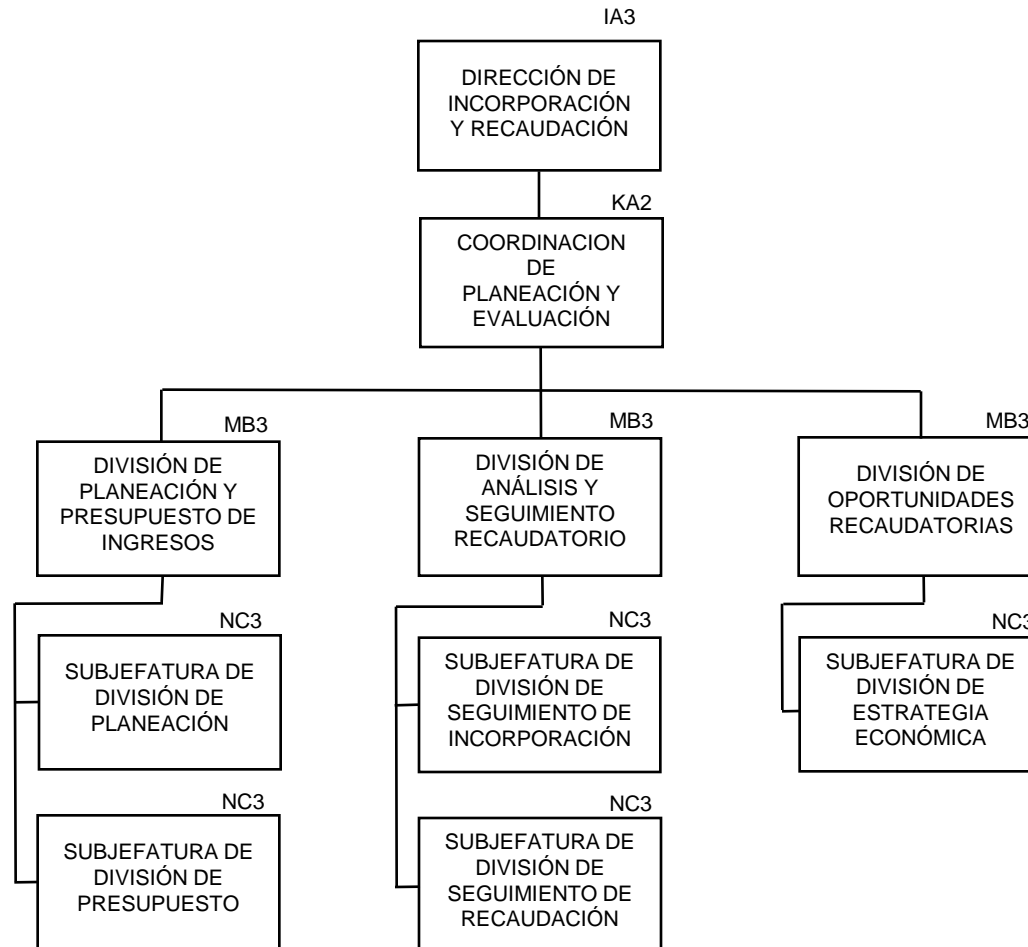 IA3
DIRECCIÓN DE
INCORPORACIÓN
Y RECAUDACIÓN
KA2
COORDINACION
DE
PLANEACIÓN Y
EVALUACIÓN
MB3
DIVISIÓN DE
PLANEACIÓN Y
PRESUPUESTO DE
INGRESOS
MB3
DIVISIÓN DE
ANÁLISIS Y
SEGUIMIENTO
RECAUDATORIO
MB3
DIVISIÓN DE
OPORTUNIDADES
RECAUDATORIAS
NC3
SUBJEFATURA DE
DIVISIÓN DE
PLANEACIÓN
NC3
SUBJEFATURA DE
DIVISIÓN DE
PRESUPUESTO
NC3
SUBJEFATURA DE
DIVISIÓN DE
SEGUIMIENTO DE
INCORPORACIÓN
NC3
SUBJEFATURA DE
DIVISIÓN DE
SEGUIMIENTO DE
RECAUDACIÓN
NC3
SUBJEFATURA DE
DIVISIÓN DE
ESTRATEGIA
ECONÓMICA